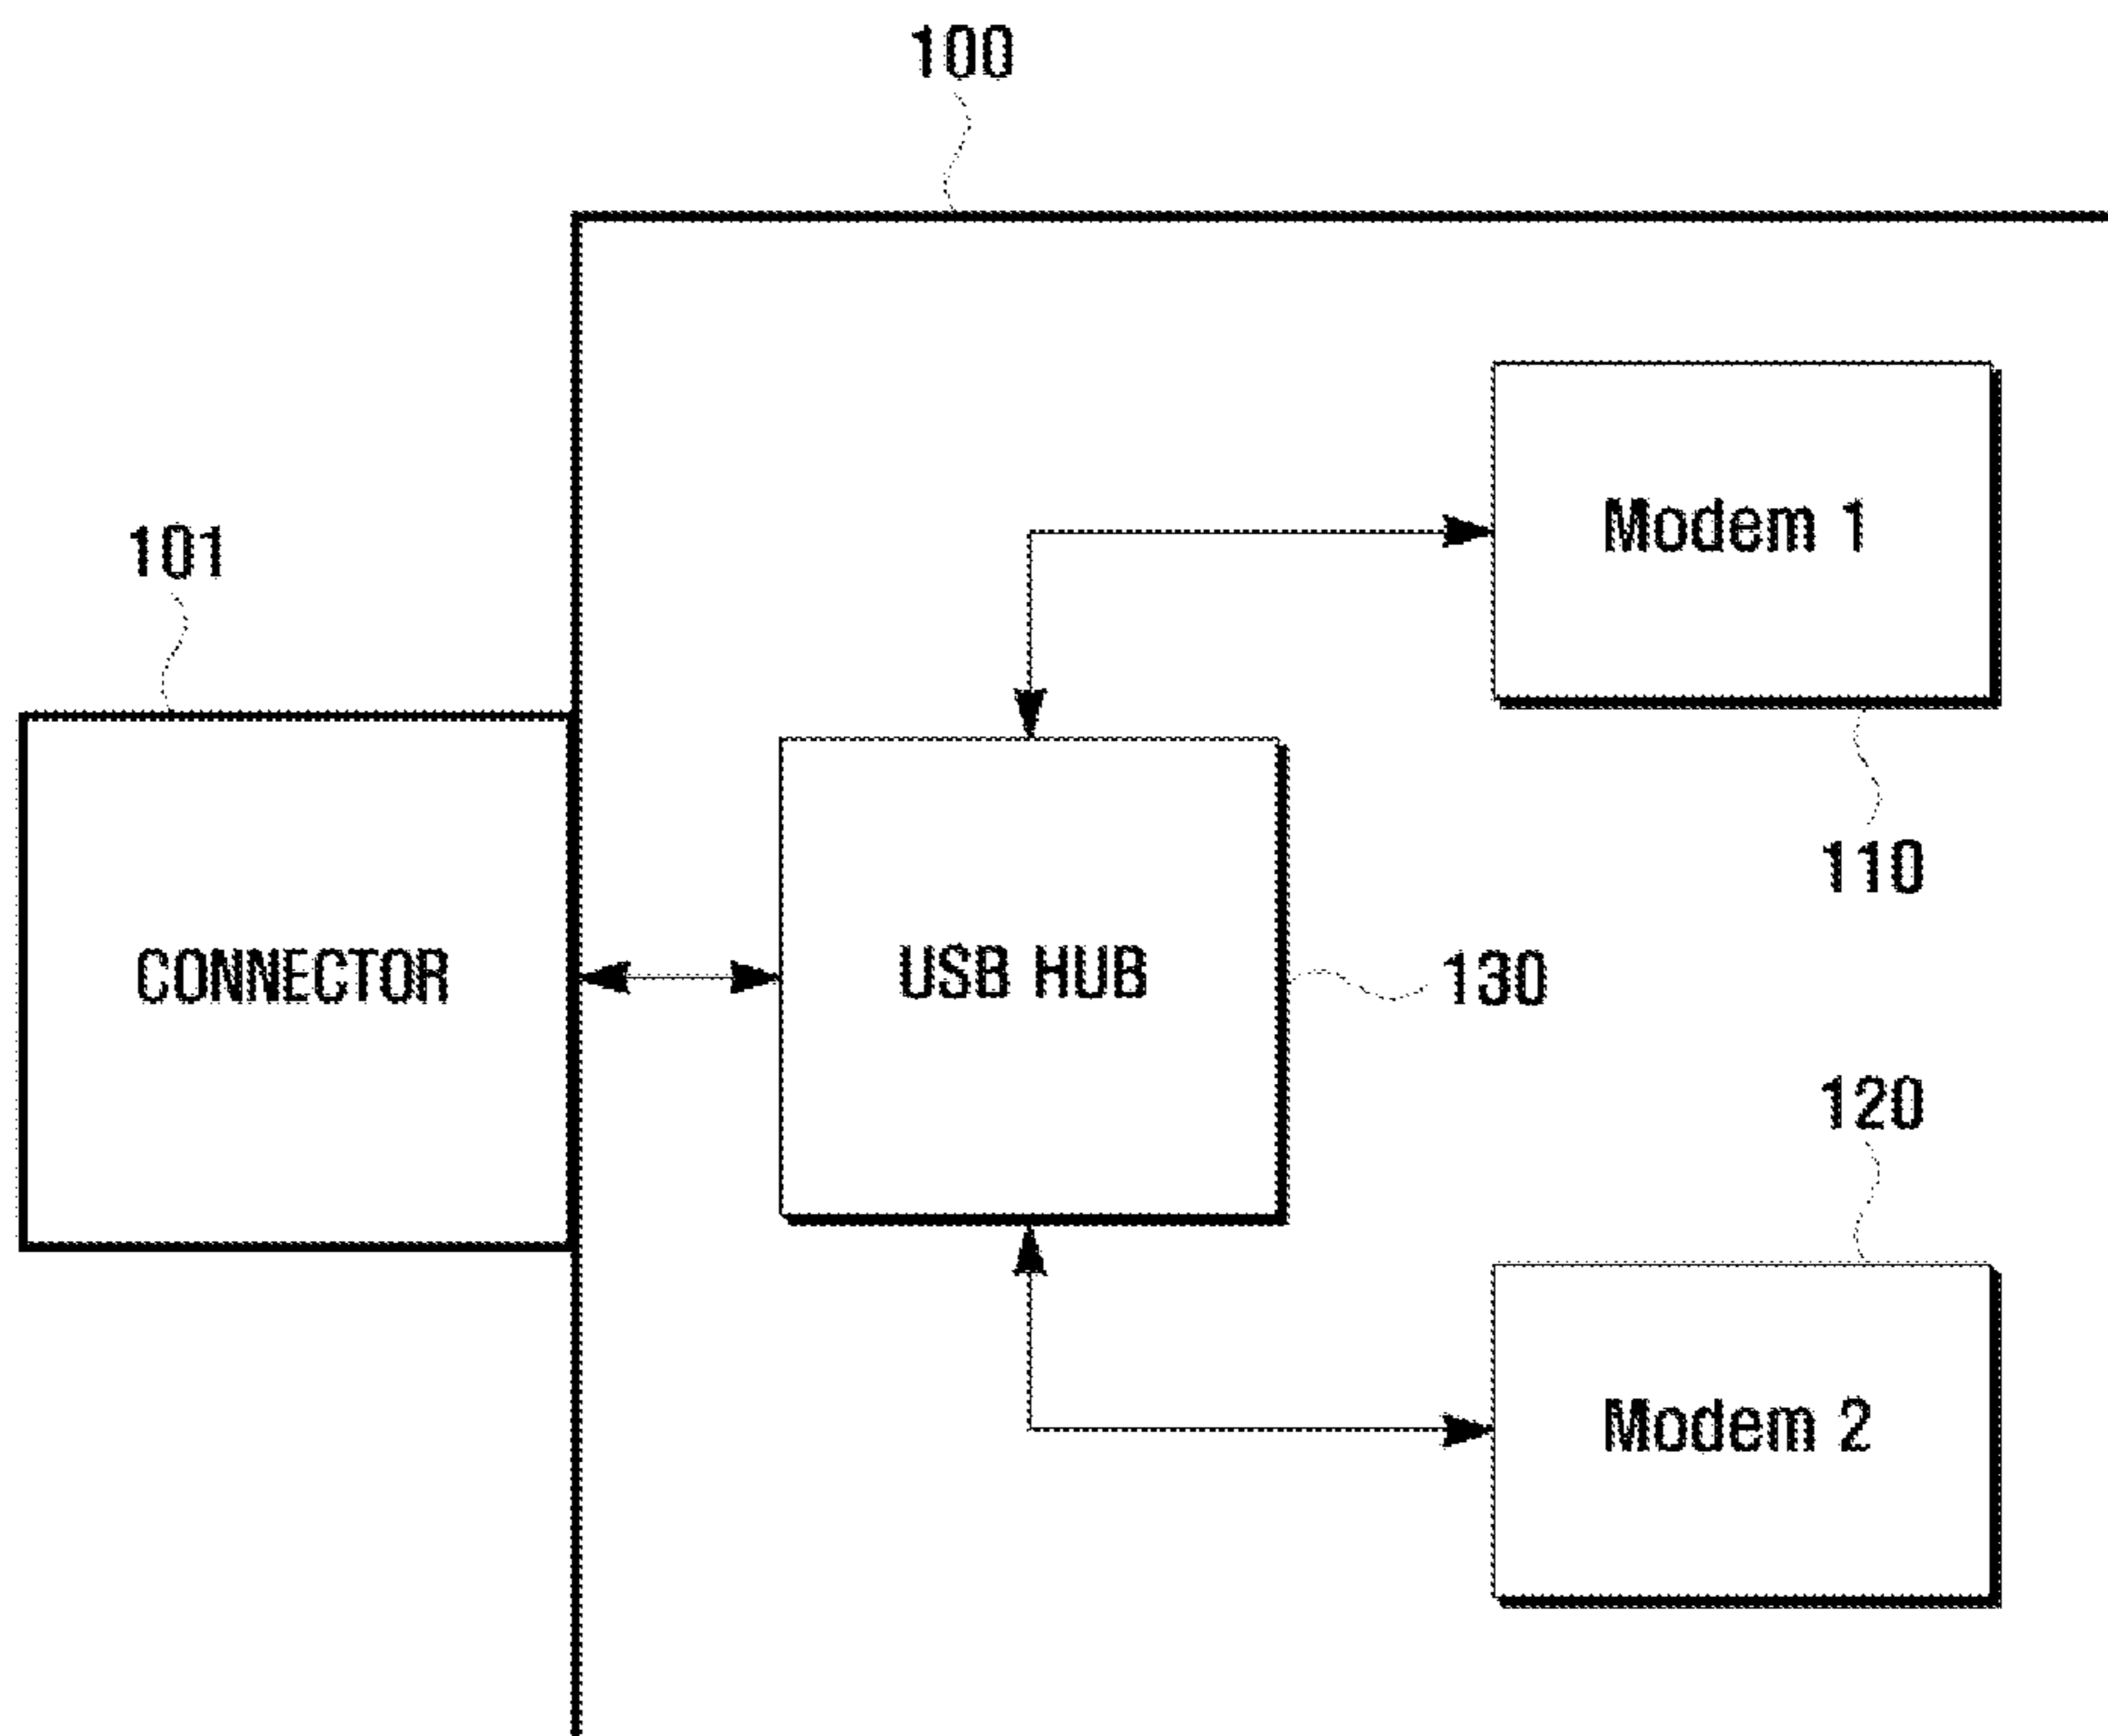 100
101
Modem 1
110
CONNECTOR
USB HUB
130
120
Modem 2